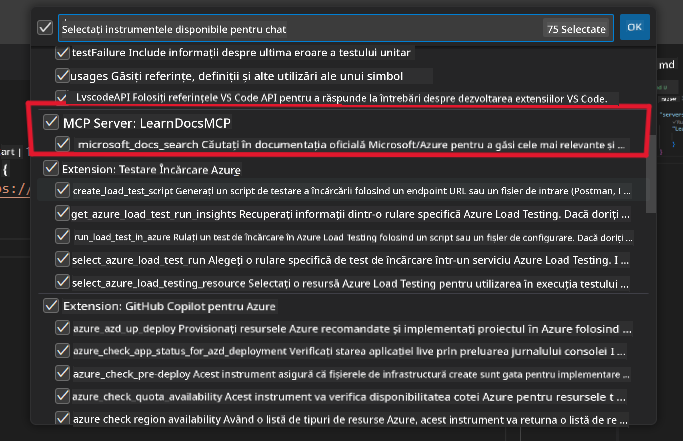 Selectați instrumentele disponibile pentru chat
75 Selectate
OK
testFailure Include informații despre ultima eroare a testului unitar
usages Găsiți referințe, definiții și alte utilizări ale unui simbol
LvscodeAPI Folosiți referințele VS Code API pentru a răspunde la întrebări despre dezvoltarea extensiilor VS Code.
MCP Server: LearnDocsMCP
microsoft_docs_search Căutați în documentația oficială Microsoft/Azure pentru a găsi cele mai relevante și ...
Extension: Testare Încărcare Azure
create_load_test_script Generați un script de testare a încărcării folosind un endpoint URL sau un fisier de intrare (Postman, I ...
get_azure_load_test_run_insights Recuperați informații dintr-o rulare specifică Azure Load Testing. Dacă doriți ...
run_load_test_in_azure Rulați un test de încărcare în Azure Load Testing folosind un script sau un fișier de configurare. Dacă doriți ...
select_azure_load_test_run Alegeți o rulare specifică de test de încărcare într-un serviciu Azure Load Testing. I ...
select_azure_load_testing_resource Selectați o resursă Azure Load Testing pentru utilizarea în execuția testului ...
Extension: GitHub Copilot pentru Azure
azure_azd_up_deploy Provisionați resursele Azure recomandate și implementați proiectul în Azure folosind ...
azure_check_app_status_for_azd_deployment Verificați starea aplicației live prin preluarea jurnalului consolei I ...
azure_check_pre-deploy Acest instrument asigură că fișierele de infrastructură create sunt gata pentru implementare ...
azure_check_quota_availability Acest instrument va verifica disponibilitatea cotei Azure pentru resursele t ...
azure check region availability Având o listă de tipuri de resurse Azure, acest instrument va returna o listă de re ...
md
art |
{
s://